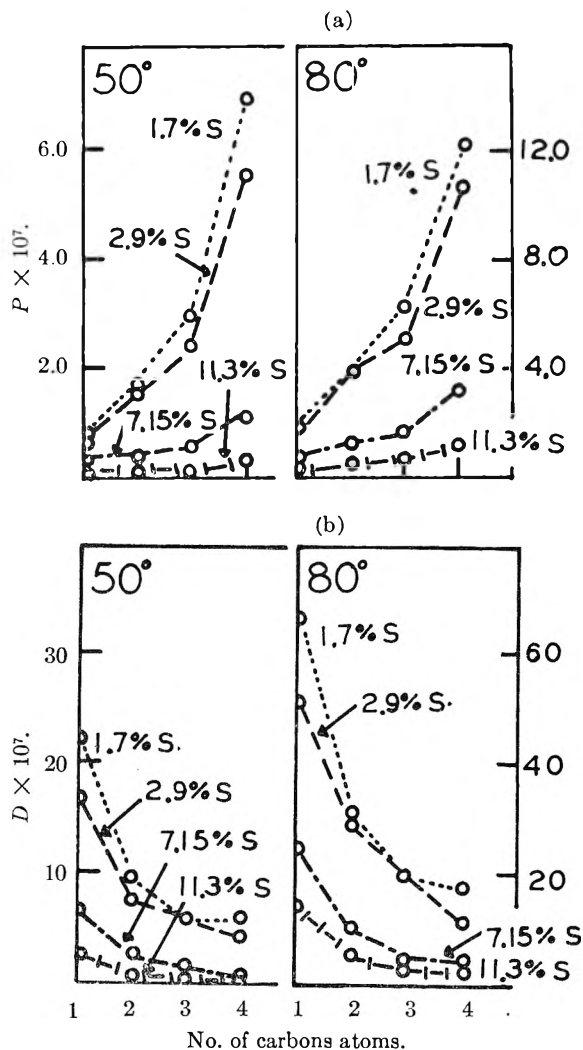 (a)
50° 80°
1.7% S 1.7% S
6.0 12.0
2.9% S
P × 10⁷.
4.0 8.0
2.9% S
11.3% S 7.15% S
2.0 4.0
7.15% S
11.3% S
(b)
50° 80°
30 1.7% S 60
2.9% S.
1.7% S.
D × 10⁷.
20 40
2.9% S
7.15% S
10 11.3% S 20
7.15% S
11.3% S
1 2 3 4 1 2 3 4
No. of carbons atoms.